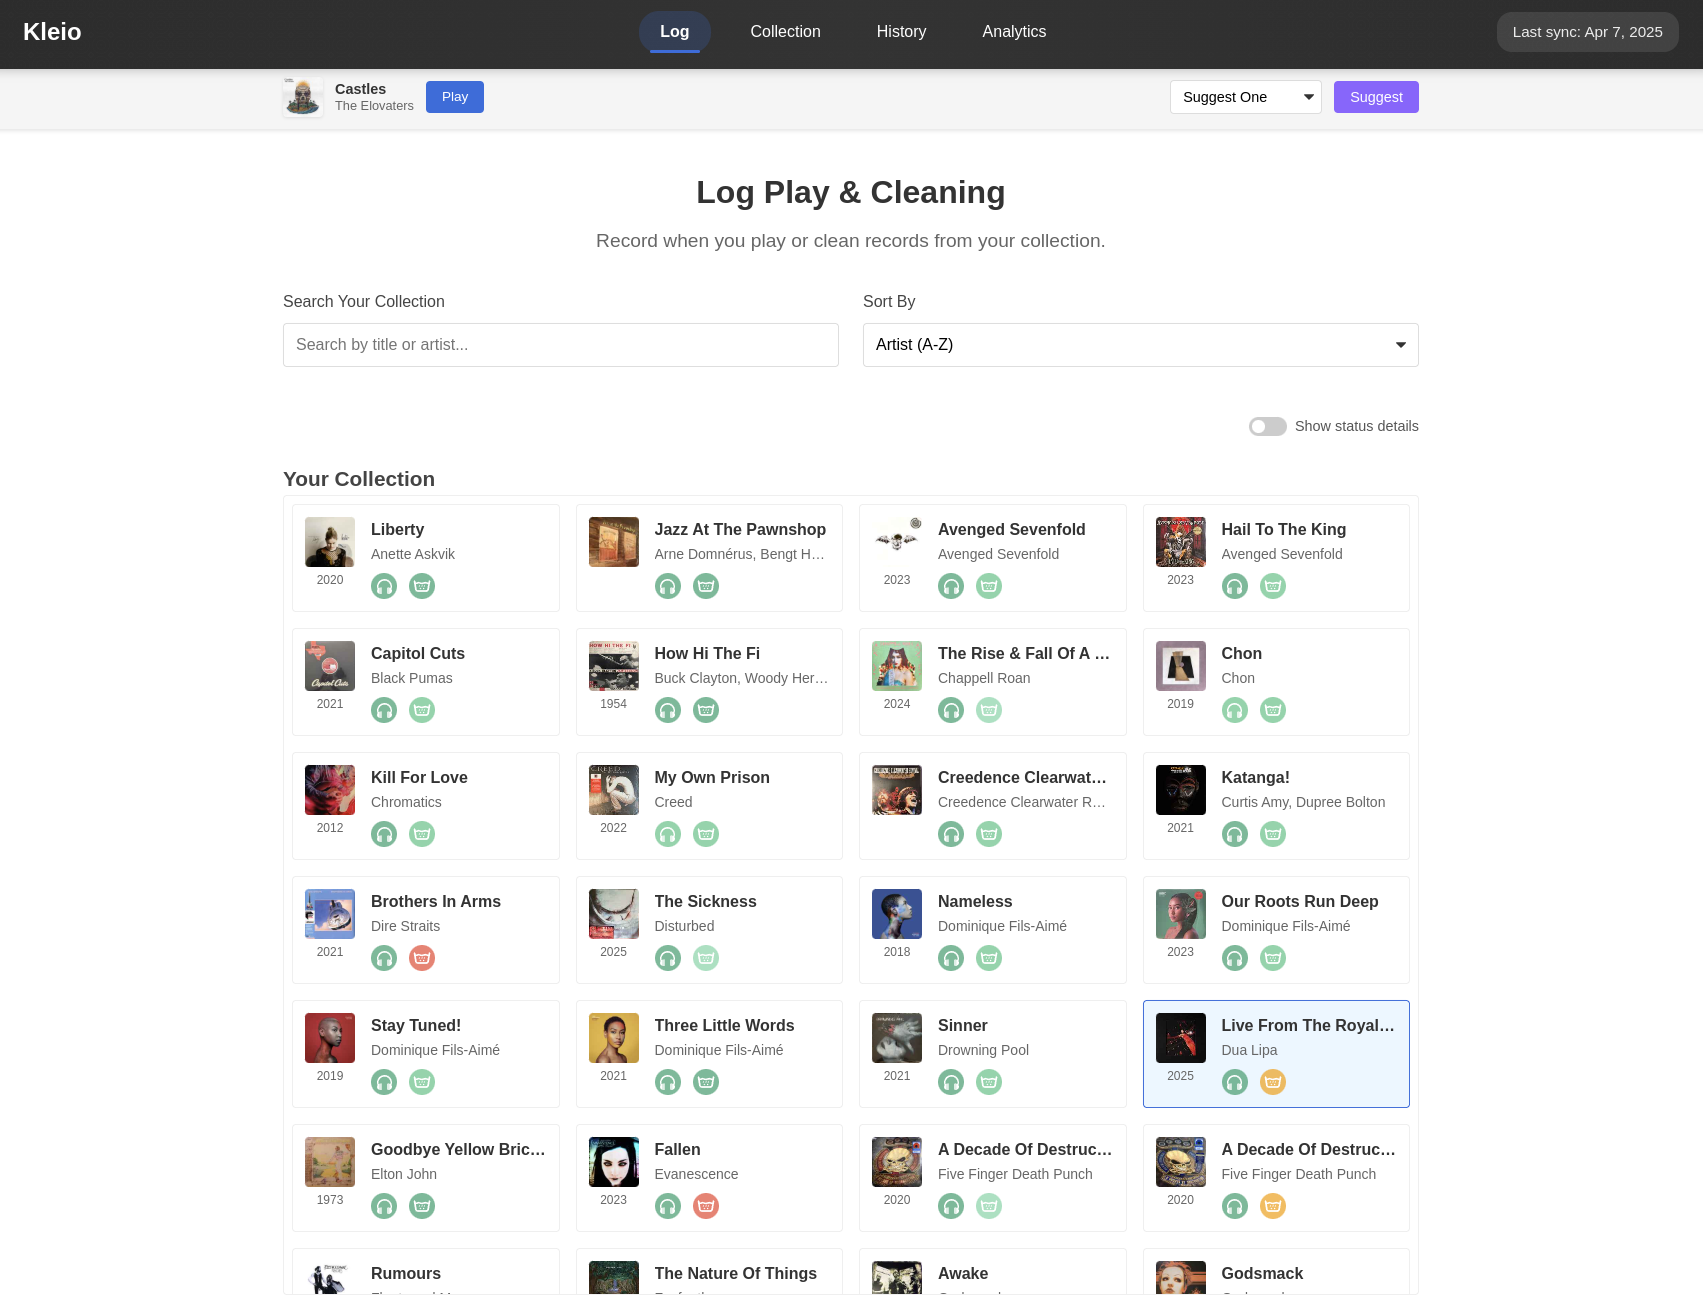 Kleio
Log
Collection
History
Analytics
Last sync: Apr 7, 2025
Castles
The Elovaters
Play
Suggest One
Suggest
Log Play & Cleaning
Record when you play or clean records from your collection.
Search Your Collection
Sort By
Search by title or artist...
Artist (A-Z)
Show status details
Your Collection
Liberty
Anette Askvik
2020
Jazz At The Pawnshop
Arne Domnérus, Bengt H…
Avenged Sevenfold
Avenged Sevenfold
2023
Hail To The King
Avenged Sevenfold
2023
Capitol Cuts
Black Pumas
2021
How Hi The Fi
Buck Clayton, Woody Her…
1954
The Rise & Fall Of A …
Chappell Roan
2024
Chon
Chon
2019
Kill For Love
Chromatics
2012
My Own Prison
Creed
2022
Creedence Clearwat…
Creedence Clearwater R…
Katanga!
Curtis Amy, Dupree Bolton
2021
Brothers In Arms
Dire Straits
2021
The Sickness
Disturbed
2025
Nameless
Dominique Fils-Aimé
2018
Our Roots Run Deep
Dominique Fils-Aimé
2023
Stay Tuned!
Dominique Fils-Aimé
2019
Three Little Words
Dominique Fils-Aimé
2021
Sinner
Drowning Pool
2021
Live From The Royal…
Dua Lipa
2025
Goodbye Yellow Bric…
Elton John
1973
Fallen
Evanescence
2023
A Decade Of Destruc…
Five Finger Death Punch
2020
A Decade Of Destruc…
Five Finger Death Punch
2020
Rumours
The Nature Of Things
Awake
Godsmack